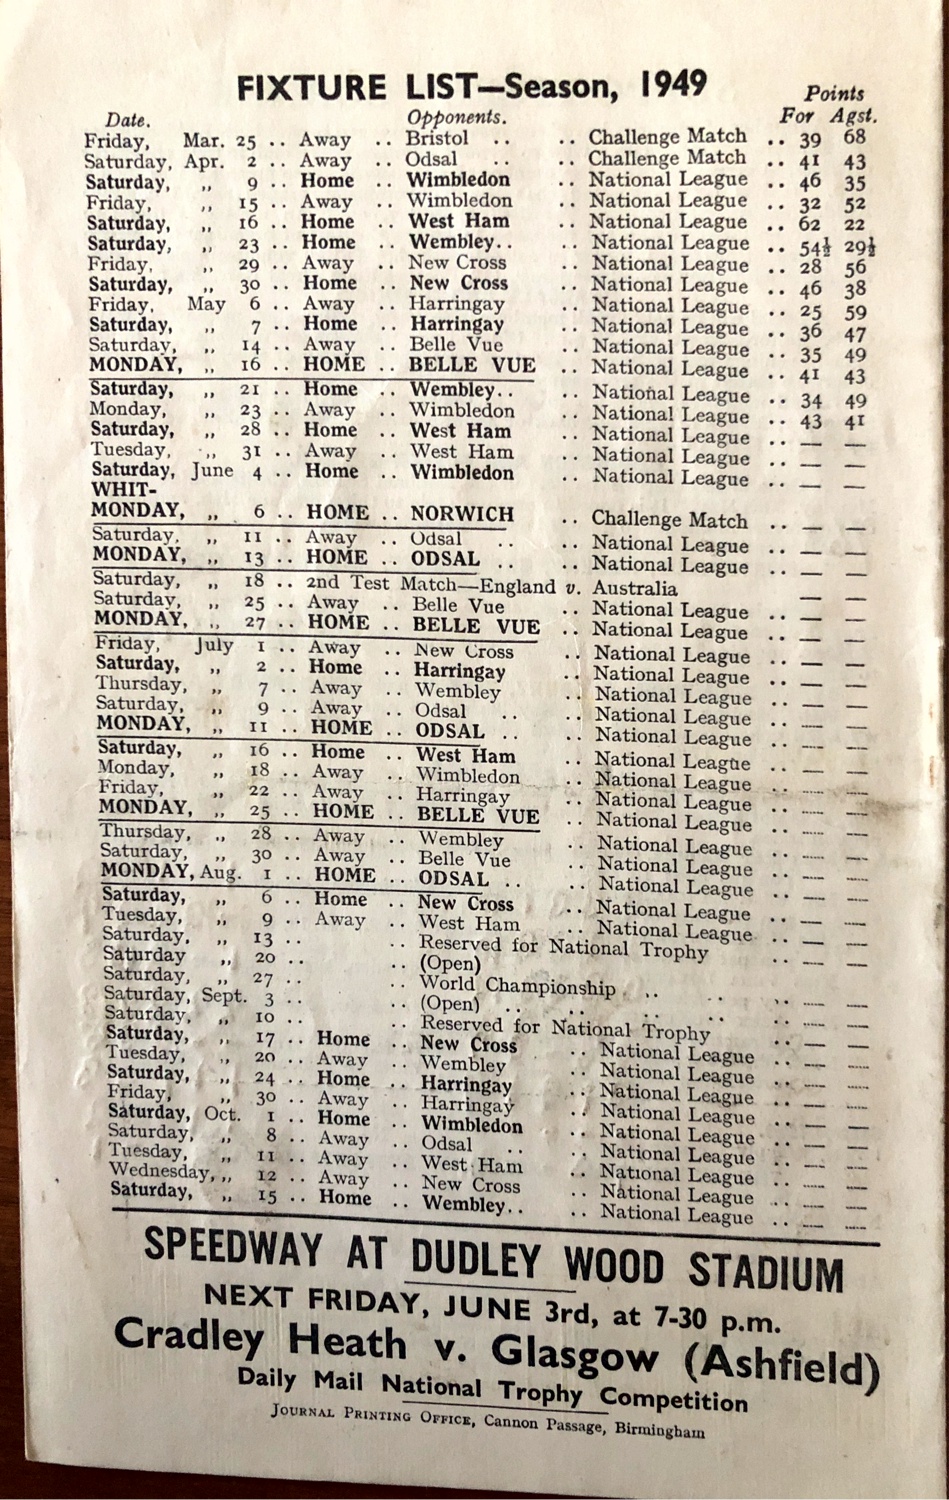 FIXTURE LIST—Season, 1949
Points
Date. Opponents. For Agst.
Friday, Mar. 25 .. Away .. Bristol .. .. Challenge Match .. 39 68
Saturday, Apr. 2 .. Away .. Odsal .. .. Challenge Match .. 41 43
Saturday, ,, 9 .. Home .. Wimbledon .. National League .. 46 35
Friday, ,, 15 .. Away .. Wimbledon .. National League .. 32 52
Saturday, ,, 16 .. Home .. West Ham .. National League .. 62 22
Saturday, ,, 23 .. Home .. Wembley.. .. National League .. 54½ 29½
Friday, ,, 29 .. Away .. New Cross .. National League .. 28 56
Saturday, ,, 30 .. Home .. New Cross .. National League .. 46 38
Friday, May 6 .. Away .. Harringay .. National League .. 25 59
Saturday, ,, 7 .. Home .. Harringay .. National League .. 36 47
Saturday, ,, 14 .. Away .. Belle Vue .. National League .. 35 49
MONDAY, ,, 16 .. HOME .. BELLE VUE .. National League .. 41 43
Saturday, ,, 21 .. Home .. Wembley.. .. National League .. 34 49
Monday, ,, 23 .. Away .. Wimbledon .. National League .. 43 41
Saturday, ,, 28 .. Home .. West Ham .. National League .. — —
Tuesday, ,, 31 .. Away .. West Ham .. National League .. — —
Saturday, June 4 .. Home .. Wimbledon .. National League .. — —
WHIT-
MONDAY, ,, 6 .. HOME .. NORWICH .. Challenge Match .. — —
Saturday, ,, 11 .. Away .. Odsal .. .. National League .. — —
MONDAY, ,, 13 .. HOME .. ODSAL .. .. National League .. — —
Saturday, ,, 18 .. 2nd Test Match—England v. Australia — —
Saturday, ,, 25 .. Away .. Belle Vue .. National League .. — —
MONDAY, ,, 27 .. HOME .. BELLE VUE .. National League .. — —
Friday, July 1 .. Away .. New Cross .. National League .. — —
Saturday, ,, 2 .. Home .. Harringay .. National League .. — —
Thursday, ,, 7 .. Away .. Wembley .. National League .. — —
Saturday, ,, 9 .. Away .. Odsal .. .. National League .. — —
MONDAY, ,, 11 .. HOME .. ODSAL .. .. National League .. — —
Saturday, ,, 16 .. Home .. West Ham .. National League .. — —
Monday, ,, 18 .. Away .. Wimbledon .. National League .. — —
Friday, ,, 22 .. Away .. Harringay .. National League .. — —
MONDAY, ,, 25 .. HOME .. BELLE VUE .. National League .. — —
Thursday, ,, 28 .. Away .. Wembley .. National League .. — —
Saturday, ,, 30 .. Away .. Belle Vue .. National League .. — —
MONDAY, Aug. 1 .. HOME .. ODSAL .. .. National League .. — —
Saturday, ,, 6 .. Home .. New Cross .. National League .. — —
Tuesday, ,, 9 .. Away .. West Ham .. National League .. — —
Saturday, ,, 13 .. .. Reserved for National Trophy .. — —
Saturday ,, 20 .. .. (Open)
Saturday, ,, 27 .. .. World Championship .. .. .. — —
Saturday, Sept. 3 .. .. (Open) .. .. .. .. — —
Saturday, ,, 10 .. .. Reserved for National Trophy .. — —
Saturday, ,, 17 .. Home .. New Cross .. National League .. — —
Tuesday, ,, 20 .. Away .. Wembley .. National League .. — —
Saturday, ,, 24 .. Home .. Harringay .. National League .. — —
Friday, ,, 30 .. Away .. Harringay .. National League .. — —
Saturday, Oct. 1 .. Home .. Wimbledon .. National League .. — —
Saturday, ,, 8 .. Away .. Odsal .. .. National League .. — —
Tuesday, ,, 11 .. Away .. West Ham .. National League .. — —
Wednesday, ,, 12 .. Away .. New Cross .. National League .. — —
Saturday, ,, 15 .. Home .. Wembley.. .. National League .. — —
SPEEDWAY AT DUDLEY WOOD STADIUM
NEXT FRIDAY, JUNE 3rd, at 7-30 p.m.
Cradley Heath v. Glasgow (Ashfield)
Daily Mail National Trophy Competition
JOURNAL PRINTING OFFICE, Cannon Passage, Birmingham